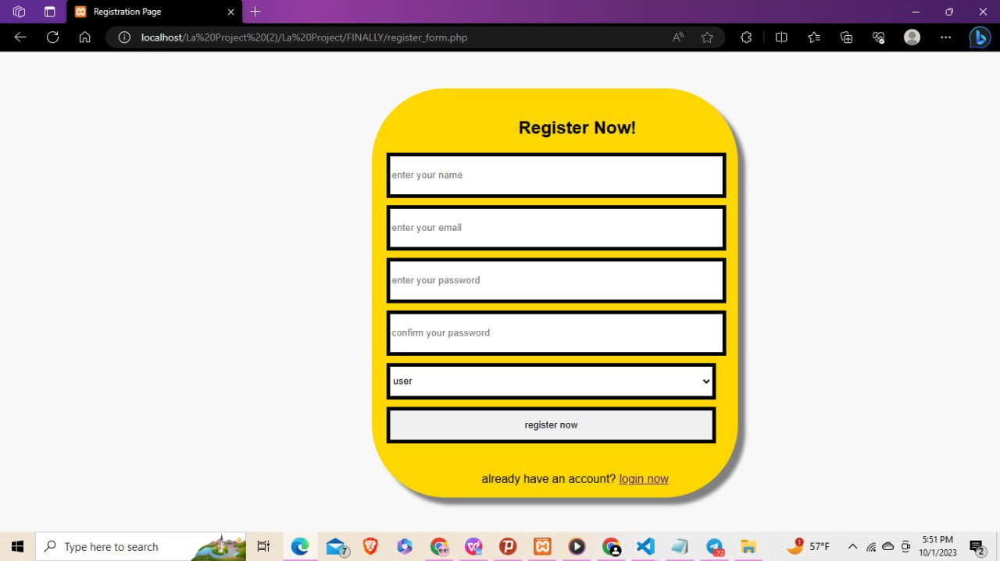 Registration Page
localhost/La%20Project%20(2)/La%20Project/FINALLY/register_form.php
Register Now!
enter your name
enter your email
enter your password
confirm your password
user
register now
already have an account? login now
Type here to search
7
72
1
57°F
5:51 PM
10/1/2023
2